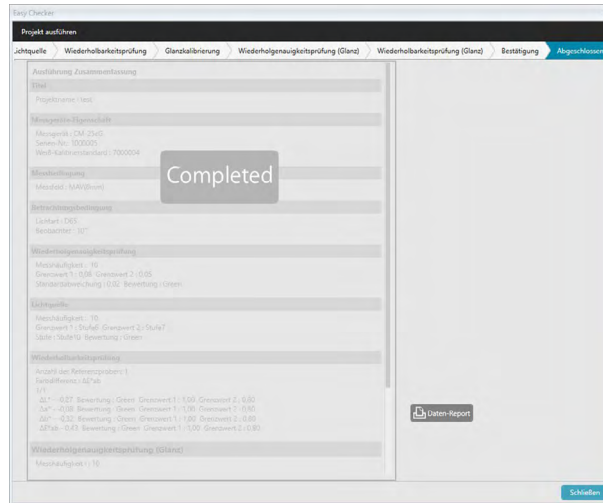 Easy Checker
Projekt ausführen
Lichtquelle Wiederholbarkeitsprüfung Glanzkalibrierung Wiederholgenauigkeitsprüfung (Glanz) Wiederholbarkeitsprüfung (Glanz) Bestätigung Abgeschlossen
Ausführung Zusammenfassung
Titel
Projektname : test
Messgeräte-Eigenschaft
Messgerät : CM-25cG
Serien-Nr.: 1000005
Weiß-Kalibrierstandard : 7000004
Completed
Messbedingung
Messfeld : MAV(8mm)
Betrachtungsbedingung
Lichtart : D65
Beobachter : 10°
Wiederholgenauigkeitsprüfung
Messhäufigkeit : 10
Grenzwert 1 : 0,08 Grenzwert 2 : 0,05
Standardabweichung : 0,02 Bewertung : Green
Lichtquelle
Messhäufigkeit : 10
Grenzwert 1 : Stufe6 Grenzwert 2 : Stufe7
Stufe : Stufe10 Bewertung : Green
Wiederholbarkeitsprüfung
Anzahl der Referenzproben: 1
Farbdifferenz : ΔE*ab
1/1
ΔL* : -0,27 Bewertung : Green Grenzwert 1 : 1,00 Grenzwert 2 : 0,80
Δa* : -0,08 Bewertung : Green Grenzwert 1 : 1,00 Grenzwert 2 : 0,80
Δb* : -0,32 Bewertung : Green Grenzwert 1 : 1,00 Grenzwert 2 : 0,80
ΔE*ab : 0,43 Bewertung : Green Grenzwert 1 : 1,00 Grenzwert 2 : 0,80
Daten-Report
Wiederholgenauigkeitsprüfung (Glanz)
Messhäufigkeit : 10
Schließen